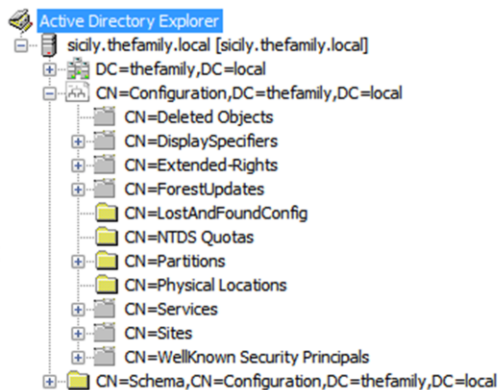 Active Directory Explorer
sicily.thefamily.local [sicily.thefamily.local]
DC=thefamily,DC=local
CN=Configuration,DC=thefamily,DC=local
CN=Deleted Objects
CN=DisplaySpecifiers
CN=Extended-Rights
CN=ForestUpdates
CN=LostAndFoundConfig
CN=NTDS Quotas
CN=Partitions
CN=Physical Locations
CN=Services
CN=Sites
CN=WellKnown Security Principals
CN=Schema,CN=Configuration,DC=thefamily,DC=local